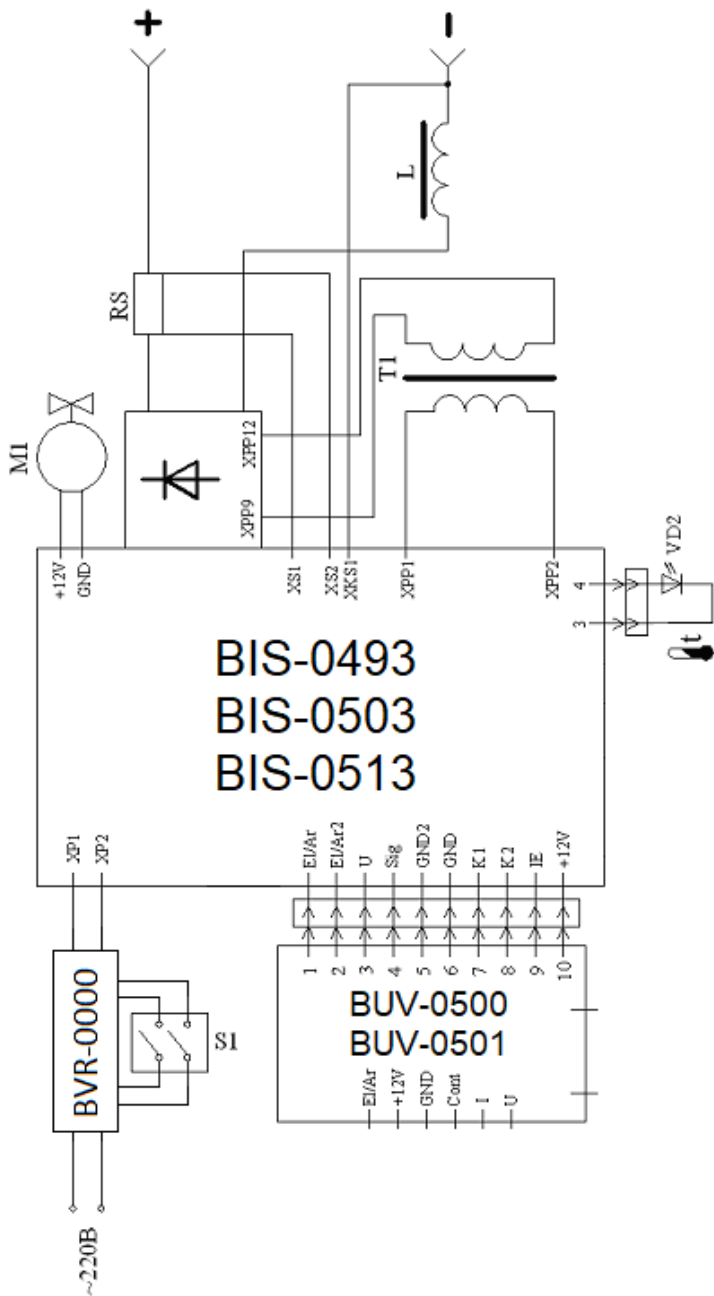 +
-
L
RS
T1
M1
XPP12
XPP9
+12V
GND
XS1
XS2
XKS1
XPP1
XPP2
4
3
VD2
t
BIS-0493
BIS-0503
BIS-0513
XP1
XP2
El/Ar
El/Ar2
U
Sig
GND2
GND
K1
K2
IE
+12V
BVR-0000
S1
1
2
3
4
5
6
7
8
9
10
BUV-0500
BUV-0501
El/Ar
+12V
GND
Cont
I
U
~220В